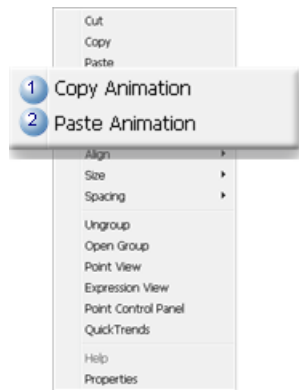 Cut
Copy
Paste
1 Copy Animation
2 Paste Animation
Align
Size
Spacing
Ungroup
Open Group
Point View
Expression View
Point Control Panel
QuickTrends
Help
Properties